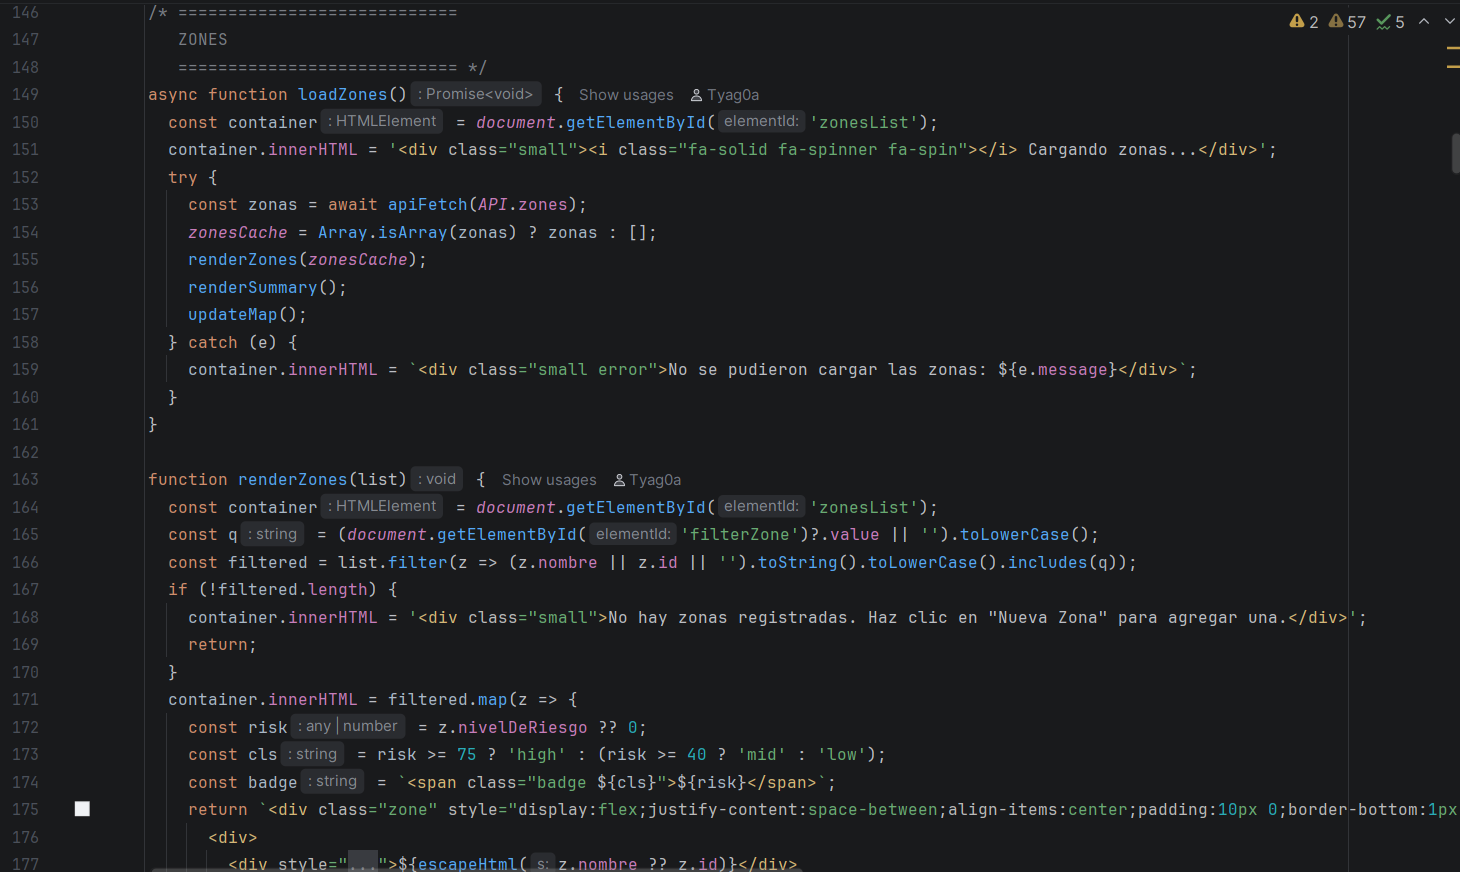 ⚠ 2 ⚠ 57 ✓ 5
146 /* ============================
147 ZONES
148 ============================ */
149 async function loadZones() : Promise<void> { Show usages Tyag0a
150 const container : HTMLElement = document.getElementById( elementId: 'zonesList');
151 container.innerHTML = '<div class="small"><i class="fa-solid fa-spinner fa-spin"></i> Cargando zonas...</div>';
152 try {
153 const zonas = await apiFetch(API.zones);
154 zonesCache = Array.isArray(zonas) ? zonas : [];
155 renderZones(zonesCache);
156 renderSummary();
157 updateMap();
158 } catch (e) {
159 container.innerHTML = `<div class="small error">No se pudieron cargar las zonas: ${e.message}</div>`;
160 }
161 }
162
163 function renderZones(list) : void { Show usages Tyag0a
164 const container : HTMLElement = document.getElementById( elementId: 'zonesList');
165 const q : string = (document.getElementById( elementId: 'filterZone')?.value || '').toLowerCase();
166 const filtered = list.filter(z => (z.nombre || z.id || '').toString().toLowerCase().includes(q));
167 if (!filtered.length) {
168 container.innerHTML = '<div class="small">No hay zonas registradas. Haz clic en "Nueva Zona" para agregar una.</div>';
169 return;
170 }
171 container.innerHTML = filtered.map(z => {
172 const risk : any | number = z.nivelDeRiesgo ?? 0;
173 const cls : string = risk >= 75 ? 'high' : (risk >= 40 ? 'mid' : 'low');
174 const badge : string = `<span class="badge ${cls}">${risk}</span>`;
175 return `<div class="zone" style="display:flex;justify-content:space-between;align-items:center;padding:10px 0;border-bottom:1px
176 <div>
177 <div style="...">${escapeHtml( s: z.nombre ?? z.id)}</div>